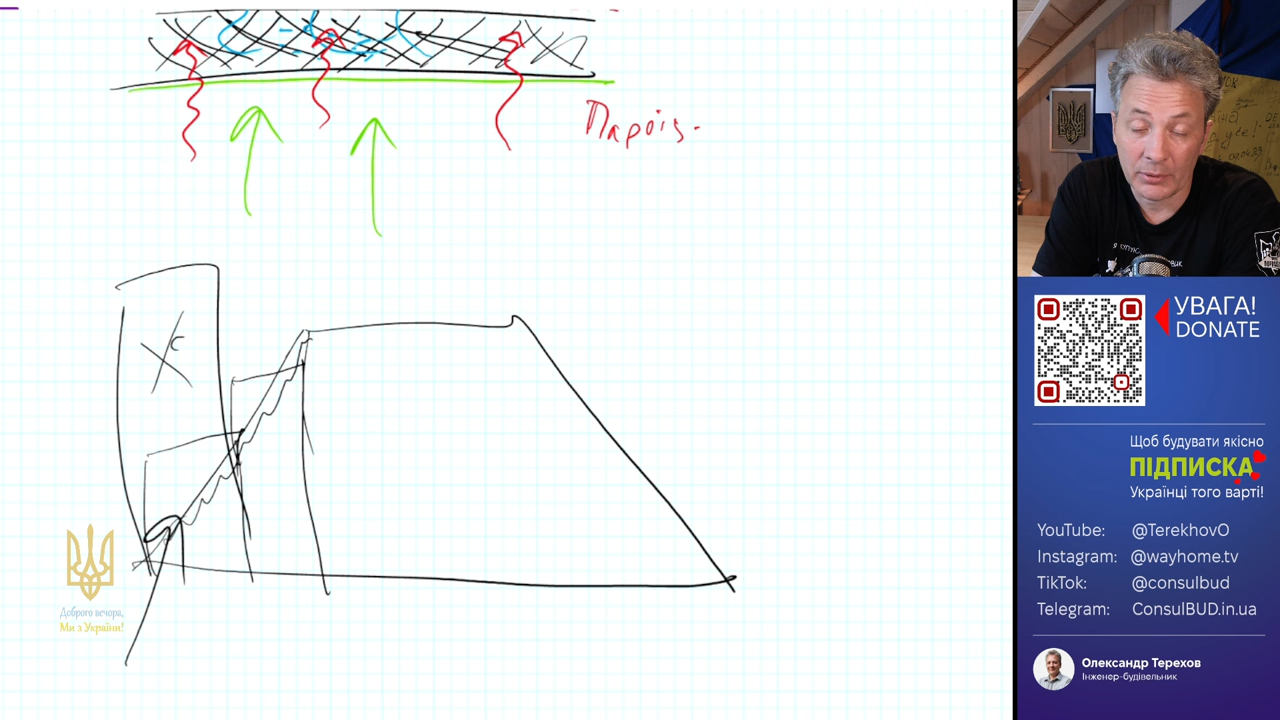 Пароіз.
УВАГА!
DONATE
Щоб будувати якісно
ПІДПИСКА
Українці того варті!
YouTube: @TerekhovO
Instagram: @wayhome.tv
TikTok: @consulbud
Telegram: ConsulBUD.in.ua
Олександр Терехов
Інженер-будівельник
Доброго вечора,
Ми з України!